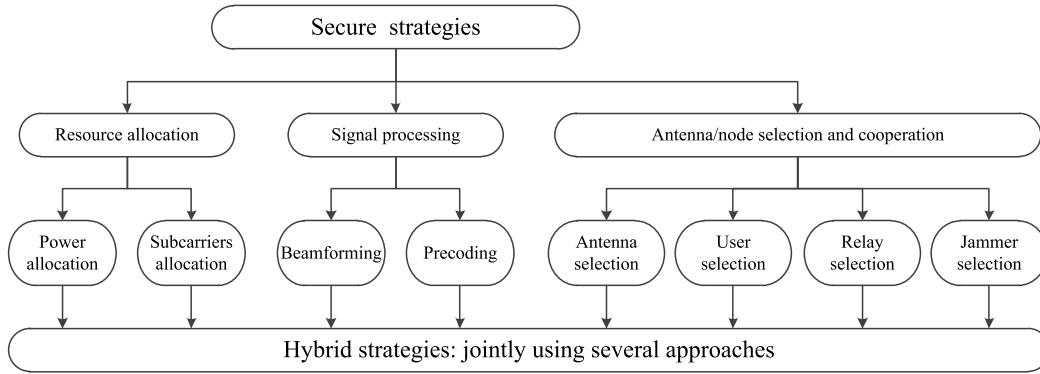 Secure strategies
Resource allocation
Signal processing
Antenna/node selection and cooperation
Power
allocation
Subcarriers
allocation
Beamforming
Precoding
Antenna
selection
User
selection
Relay
selection
Jammer
selection
Hybrid strategies: jointly using several approaches